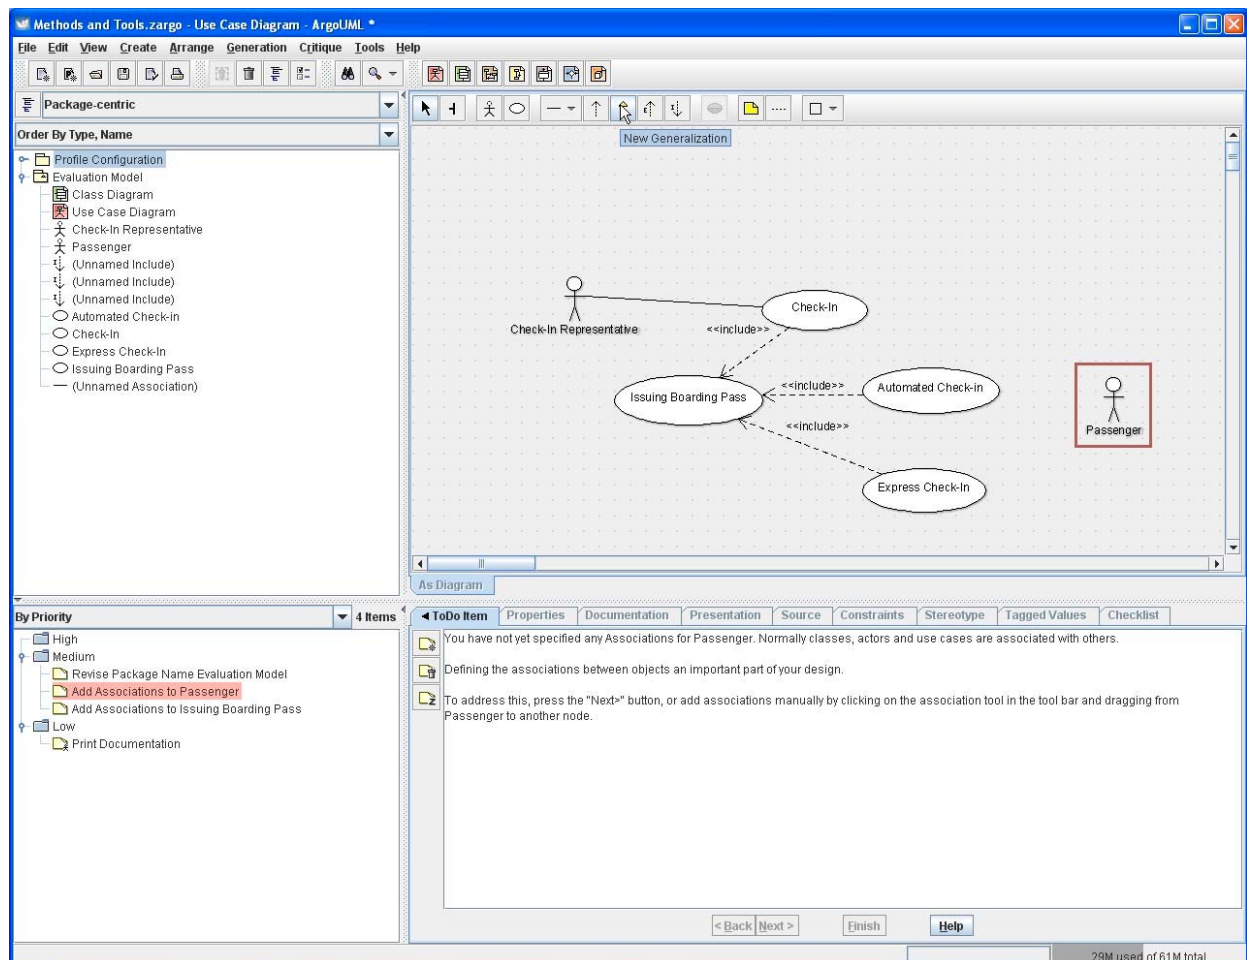 Methods and Tools.zargo - Use Case Diagram - ArgoUML *
File Edit View Create Arrange Generation Critique Tools Help
Package-centric
Order By Type, Name
Profile Configuration
Evaluation Model
Class Diagram
Use Case Diagram
Check-In Representative
Passenger
(Unnamed Include)
(Unnamed Include)
(Unnamed Include)
Automated Check-in
Check-In
Express Check-In
Issuing Boarding Pass
(Unnamed Association)
New Generalization
Check-In Representative
Check-In
<<include>>
Issuing Boarding Pass
<<include>>
Automated Check-in
<<include>>
Express Check-In
Passenger
As Diagram
By Priority
4 Items
High
Medium
Revise Package Name Evaluation Model
Add Associations to Passenger
Add Associations to Issuing Boarding Pass
Low
Print Documentation
ToDo Item Properties Documentation Presentation Source Constraints Stereotype Tagged Values Checklist
You have not yet specified any Associations for Passenger. Normally classes, actors and use cases are associated with others.
Defining the associations between objects an important part of your design.
To address this, press the "Next>" button, or add associations manually by clicking on the association tool in the tool bar and dragging from
Passenger to another node.
< Back Next > Finish Help
29M used of 61M total